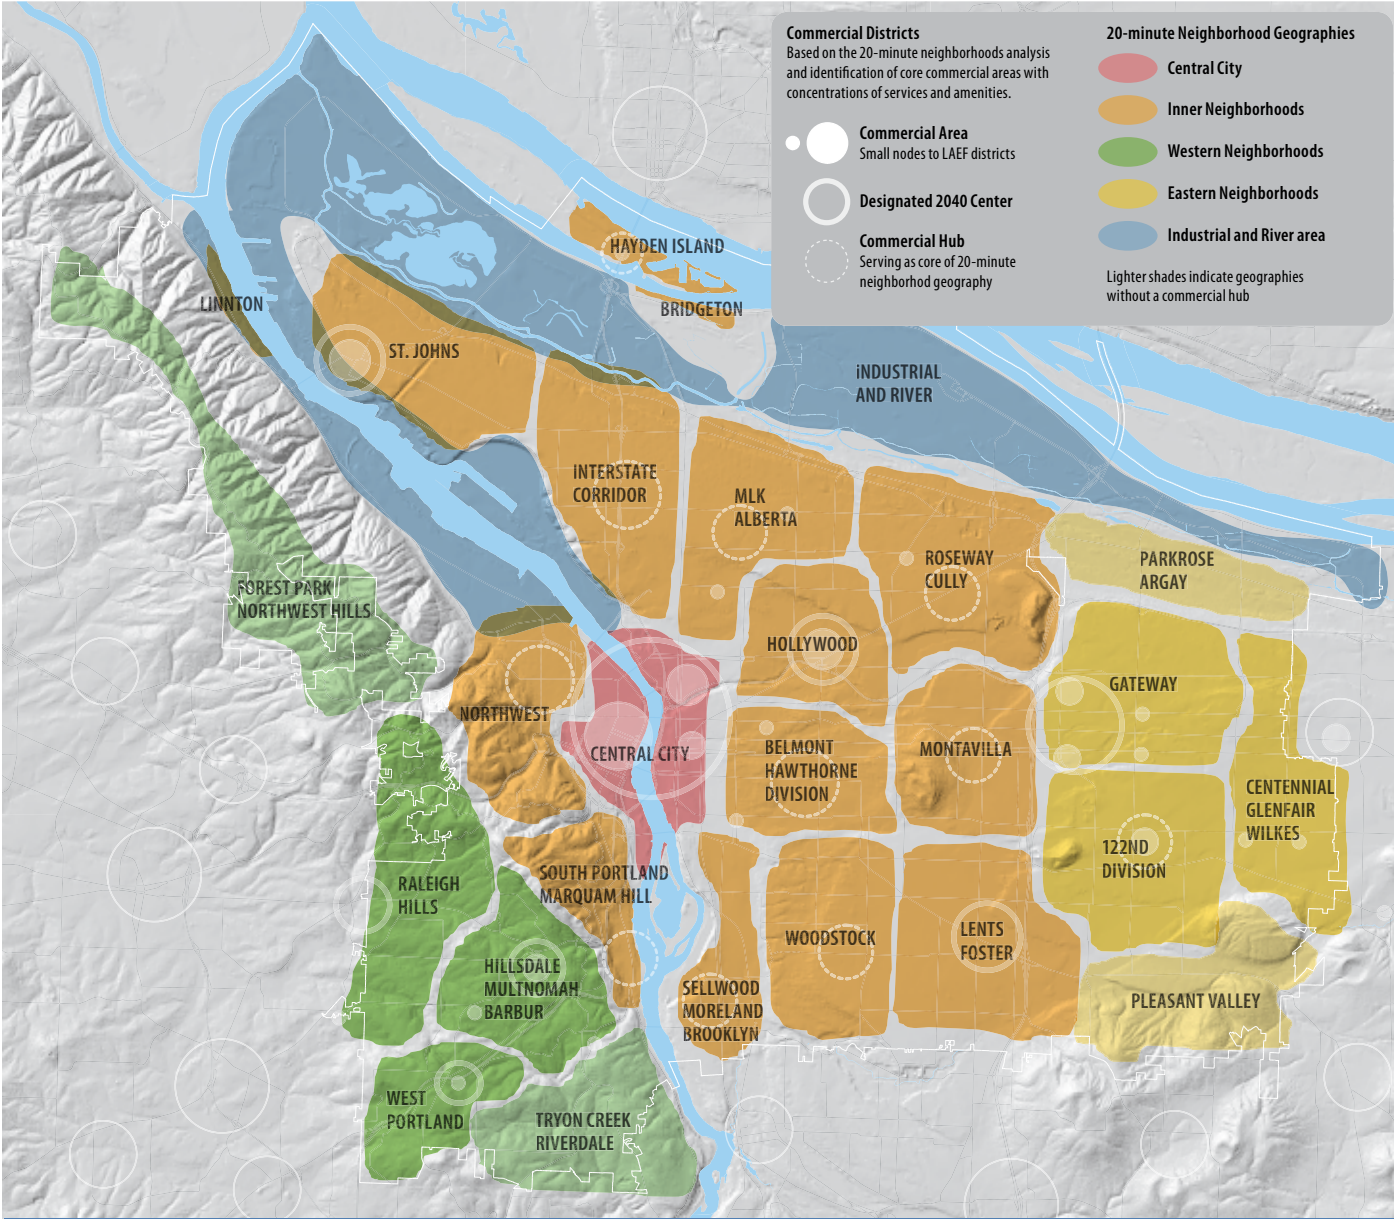 Commercial Districts
Based on the 20-minute neighborhoods analysis
and identification of core commercial areas with
concentrations of services and amenities.
Commercial Area
Small nodes to LAEF districts
Designated 2040 Center
Commercial Hub
Serving as core of 20-minute
neighborhod geography
20-minute Neighborhood Geographies
Central City
Inner Neighborhoods
Western Neighborhoods
Eastern Neighborhoods
Industrial and River area
Lighter shades indicate geographies
without a commercial hub
HAYDEN ISLAND
BRIDGETON
LINNTON
ST. JOHNS
iNDUSTRIAL
AND RIVER
INTERSTATE
CORRIDOR
MLK
ALBERTA
ROSEWAY
CULLY
PARKROSE
ARGAY
FOREST PARK
NORTHWEST HILLS
HOLLYWOOD
GATEWAY
NORTHWEST
CENTRAL CITY
BELMONT
HAWTHORNE
DIVISION
MONTAVILLA
CENTENNIAL
GLENFAIR
WILKES
122ND
DIVISION
SOUTH PORTLAND
MARQUAM HILL
RALEIGH
HILLS
WOODSTOCK
LENTS
FOSTER
HILLSDALE
MULTNOMAH
BARBUR
SELLWOOD
MORELAND
BROOKLYN
PLEASANT VALLEY
WEST
PORTLAND
TRYON CREEK
RIVERDALE